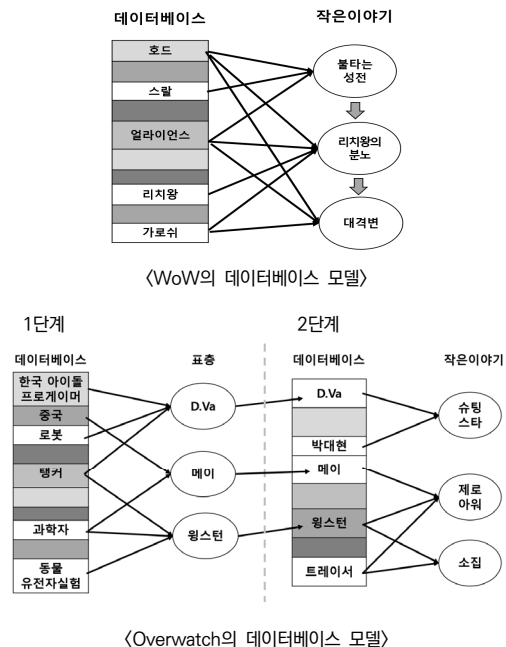 데이터베이스
작은이야기
호드
스랄
얼라이언스
리치왕
가로쉬
불타는
성전
리치왕의
분노
대격변
〈WoW의 데이터베이스 모델〉
1단계
2단계
데이터베이스
표층
데이터베이스
작은이야기
한국 아이돌
프로게이머
중국
로봇
탱커
과학자
동물
유전자실험
D.Va
메이
윙스턴
D.Va
박대현
메이
윙스턴
트레이서
슈팅
스타
제로
아워
소집
〈Overwatch의 데이터베이스 모델〉